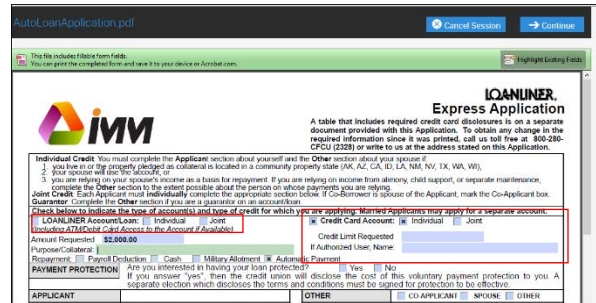 AutoLoanApplication.pdf
Cancel Session
Continue
This file includes fillable form fields.
You can print the completed form and save it to your device or Acrobat.com.
Highlight Existing Fields
iMM
LOANLINER.
Express Application
A table that includes required credit card disclosures is on a separate
document provided with this Application. To obtain any change in the
required information since it was printed, call us toll free at 800-280-
CFCU (2328) or write to us at the address stated on this Application.
Individual Credit You must complete the Applicant section about yourself and the Other section about your spouse if
1. you live in or the property pledged as collateral is located in a community property state (AK, AZ, CA, ID, LA, NM, NV, TX, WA, WI),
2. your spouse will use the account, or
3. you are relying on your spouse's income as a basis for repayment. If you are relying on income from alimony, child support, or separate maintenance,
complete the Other section to the extent possible about the person on whose payments you are relying.
Joint Credit Each Applicant must individually complete the appropriate section below. If Co-Borrower is spouse of the Applicant, mark the Co-Applicant box.
Guarantor Complete the Other section if you are a guarantor on an account/loan.
Check below to indicate the type of account(s) and type of credit for which you are applying. Married Applicants may apply for a separate account.
LOANLINER Account/Loan: Individual Joint
(Including ATM/Debit Card Access to the Account if Available)
Credit Card Account: Individual Joint
Amount Requested $2,000.00
Credit Limit Requested
Purpose/Collateral:
If Authorized User, Name:
Repayment: Payroll Deduction Cash Military Allotment Automatic Payment
PAYMENT PROTECTION Are you interested in having your loan protected? Yes No
If you answer "yes", then the credit union will disclose the cost of this voluntary payment protection to you. A
separate election which discloses the terms and conditions must be signed for protection to be effective.
APPLICANT
OTHER CO-APPLICANT SPOUSE OTHER